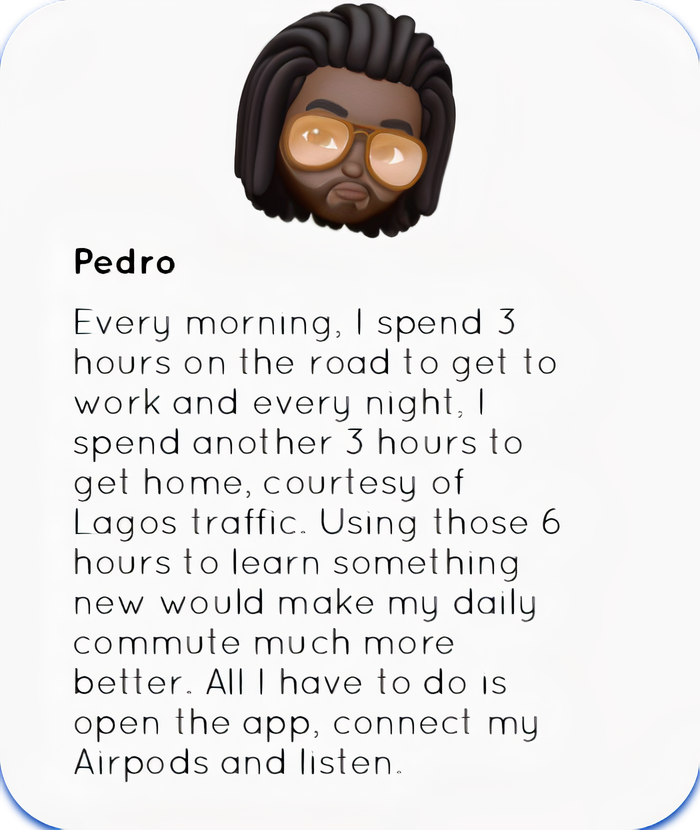 Pedro
Every morning, I spend 3
hours on the road to get to
work and every night, I
spend another 3 hours to
get home, courtesy of
Lagos traffic. Using those 6
hours to learn something
new would make my daily
commute much more
better. All I have to do is
open the app, connect my
Airpods and listen.